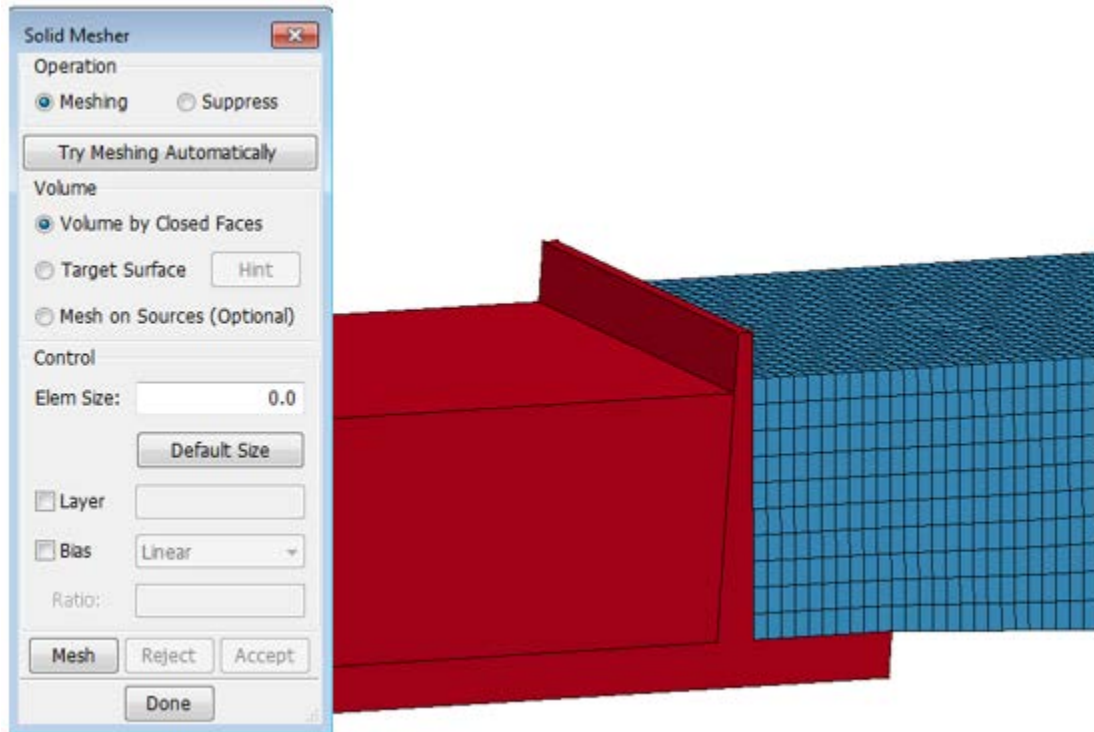 Solid Mesher
Operation
Meshing Suppress
Try Meshing Automatically
Volume
Volume by Closed Faces
Target Surface Hint
Mesh on Sources (Optional)
Control
Elem Size: 0.0
Default Size
Layer
Bias Linear
Ratio:
Mesh Reject Accept
Done